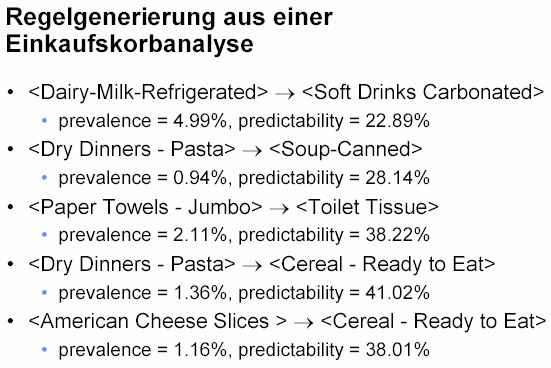 Regelgenerierung aus einer
Einkaufskorbanalyse
• <Dairy-Milk-Refrigerated> → <Soft Drinks Carbonated>
• prevalence = 4.99%, predictability = 22.89%
• <Dry Dinners - Pasta> → <Soup-Canned>
• prevalence = 0.94%, predictability = 28.14%
• <Paper Towels - Jumbo> → <Toilet Tissue>
• prevalence = 2.11%, predictability = 38.22%
• <Dry Dinners - Pasta> → <Cereal - Ready to Eat>
• prevalence = 1.36%, predictability = 41.02%
• <American Cheese Slices > → <Cereal - Ready to Eat>
• prevalence = 1.16%, predictability = 38.01%